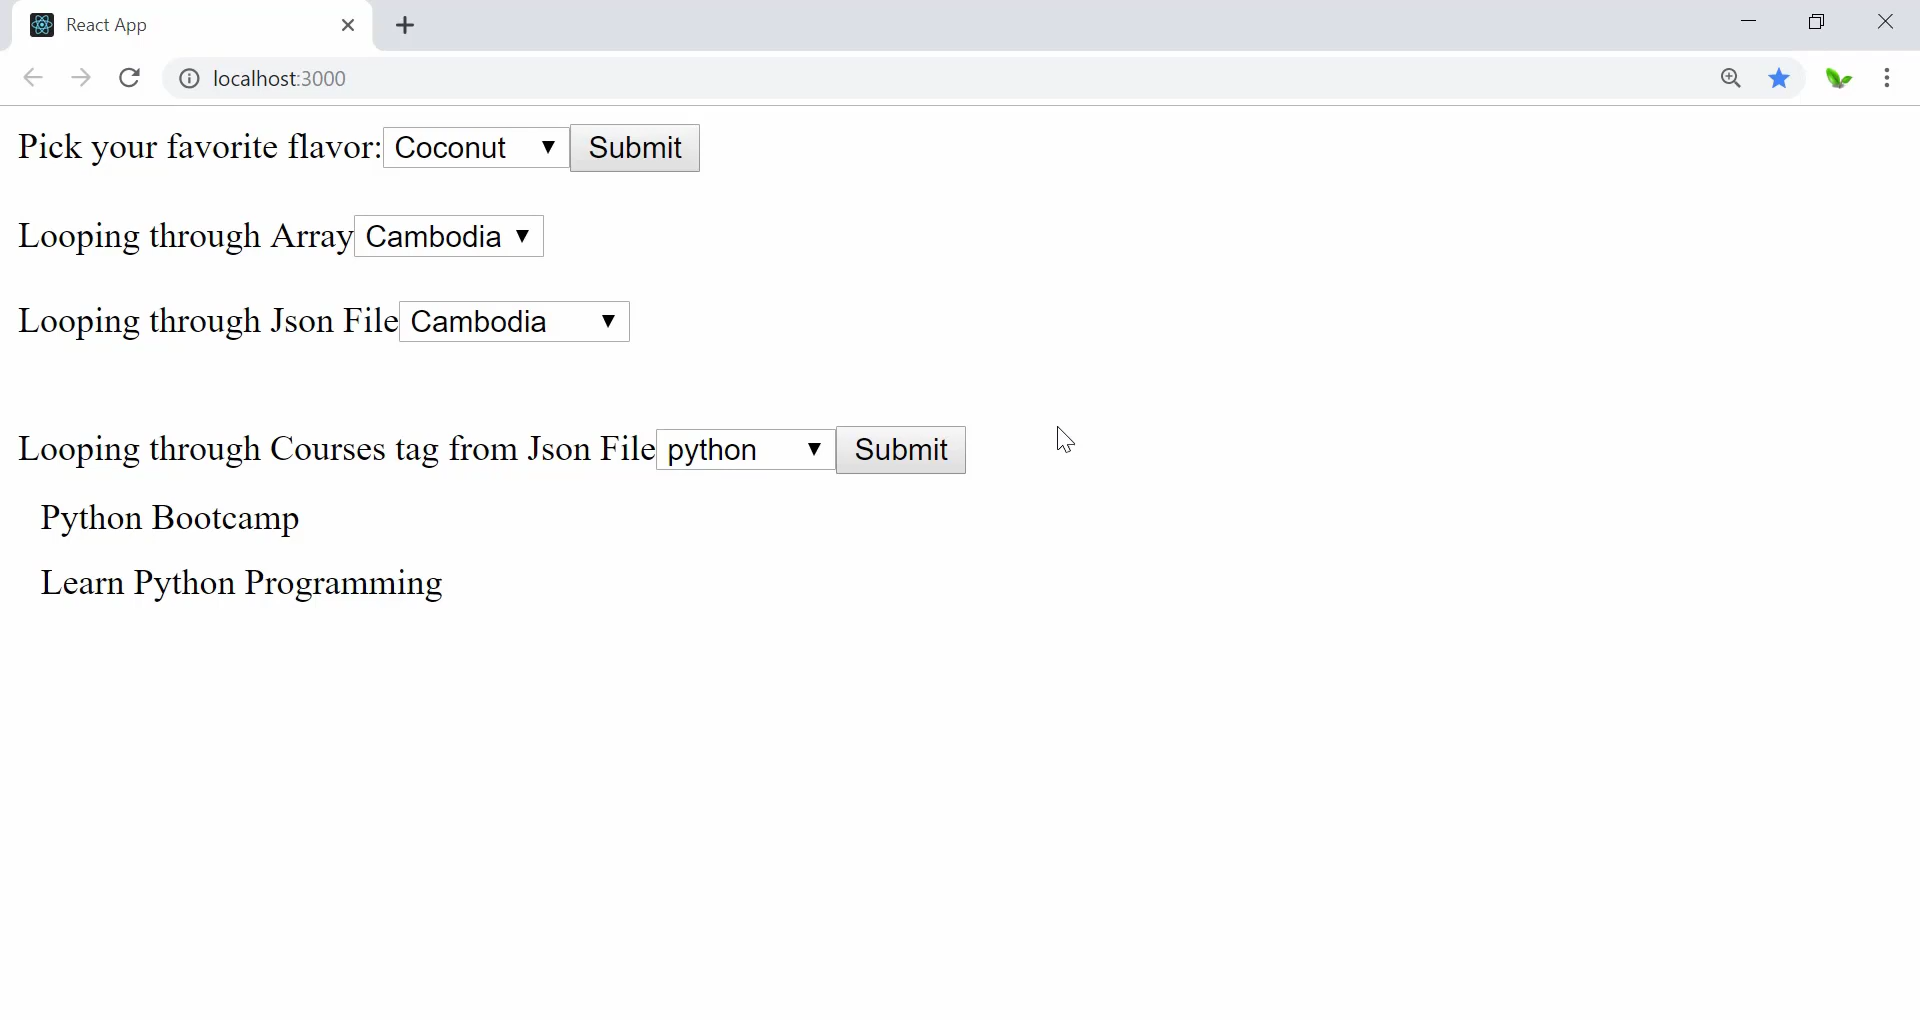 React App
localhost:3000
Pick your favorite flavor: Coconut Submit
Looping through Array Cambodia
Looping through Json File Cambodia
Looping through Courses tag from Json File python Submit
Python Bootcamp
Learn Python Programming